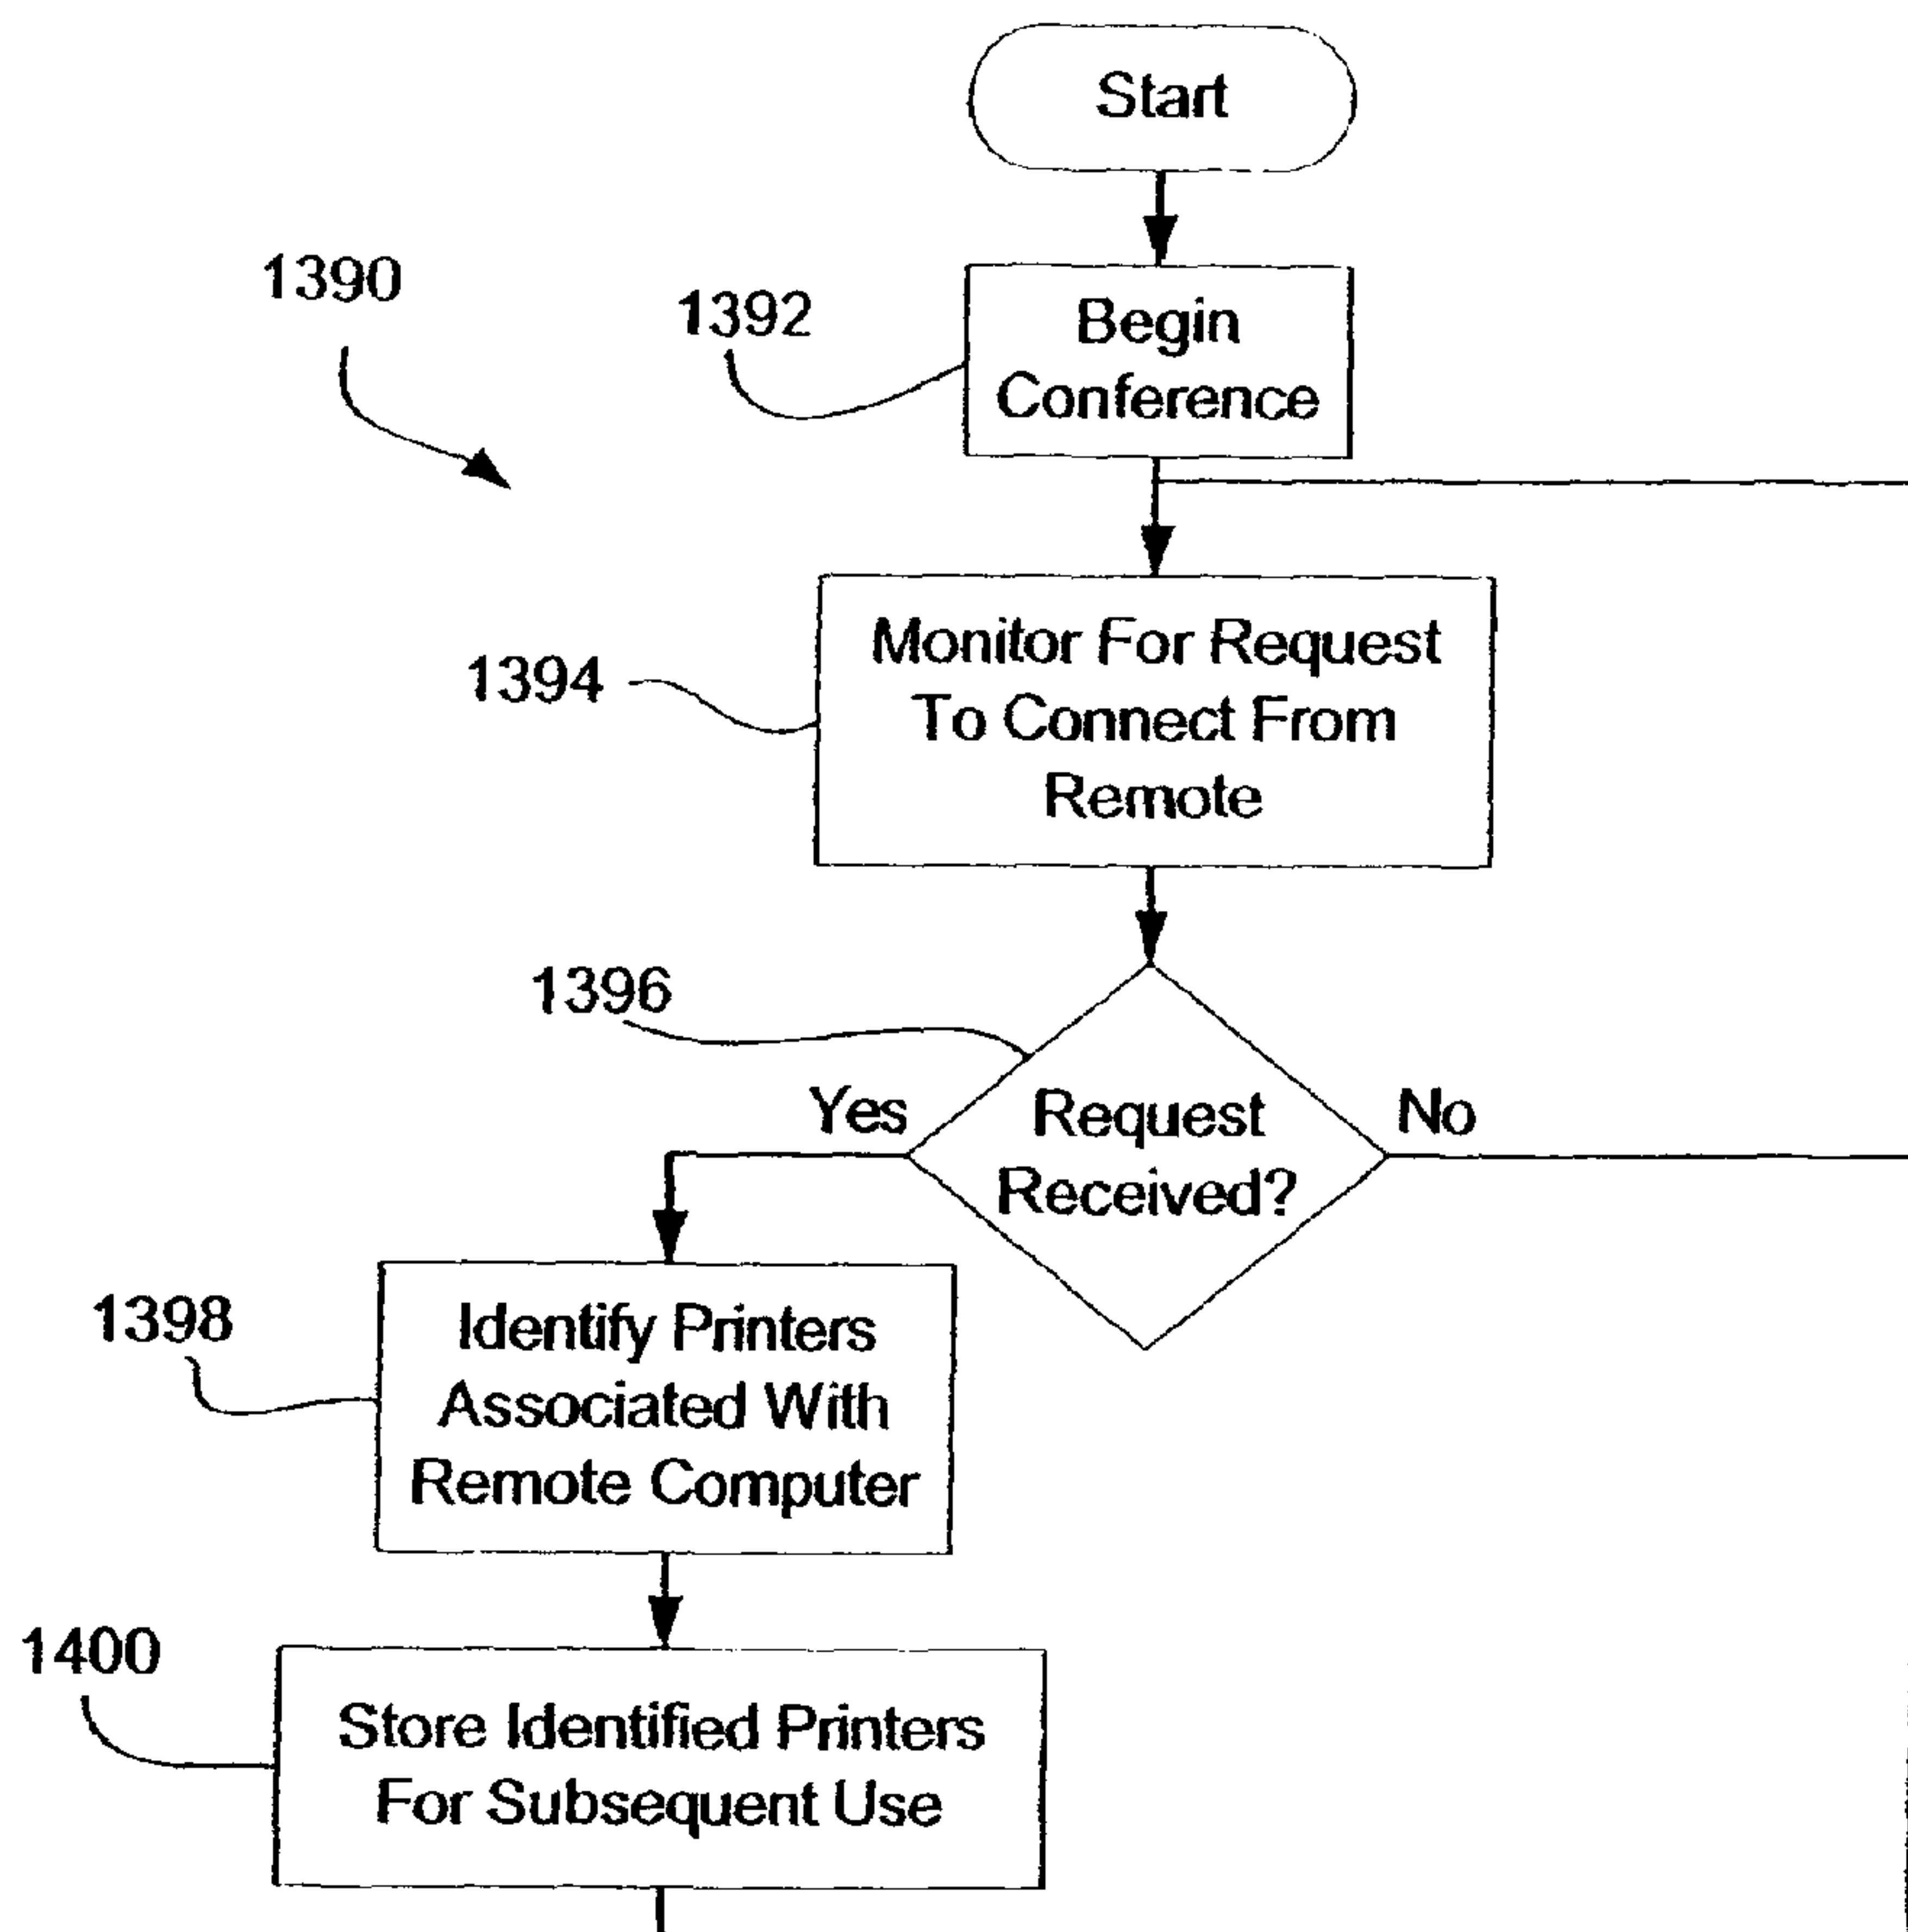 Start
1390
1392
Begin
Conference
1394
Monitor For Request
To Connect From
Remote
1396
Yes
Request
Received?
No
1398
Identify Printers
Associated With
Remote Computer
1400
Store Identified Printers
For Subsequent Use